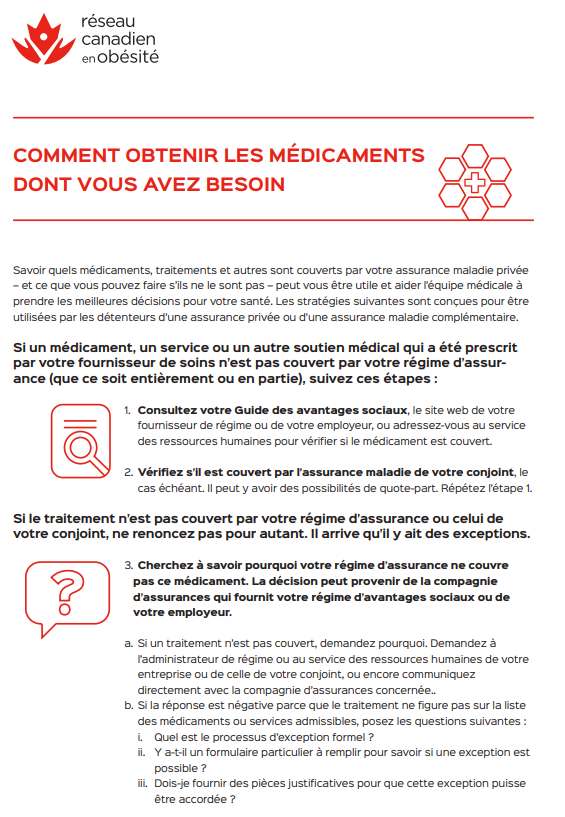 réseau
canadien
en obésité
COMMENT OBTENIR LES MÉDICAMENTS
DONT VOUS AVEZ BESOIN
Savoir quels médicaments, traitements et autres sont couverts par votre assurance maladie privée
– et ce que vous pouvez faire s'ils ne le sont pas – peut vous être utile et aider l'équipe médicale à
prendre les meilleures décisions pour votre santé. Les stratégies suivantes sont conçues pour être
utilisées par les détenteurs d'une assurance privée ou d'une assurance maladie complémentaire.
Si un médicament, un service ou un autre soutien médical qui a été prescrit
par votre fournisseur de soins n'est pas couvert par votre régime d'assur-
ance (que ce soit entièrement ou en partie), suivez ces étapes :
1. Consultez votre Guide des avantages sociaux, le site web de votre
fournisseur de régime ou de votre employeur, ou adressez-vous au service
des ressources humaines pour vérifier si le médicament est couvert.
2. Vérifiez s'il est couvert par l'assurance maladie de votre conjoint, le
cas échéant. Il peut y avoir des possibilités de quote-part. Répétez l'étape 1.
Si le traitement n'est pas couvert par votre régime d'assurance ou celui de
votre conjoint, ne renoncez pas pour autant. Il arrive qu'il y ait des exceptions.
3. Cherchez à savoir pourquoi votre régime d'assurance ne couvre
pas ce médicament. La décision peut provenir de la compagnie
d'assurances qui fournit votre régime d'avantages sociaux ou de
votre employeur.
a. Si un traitement n'est pas couvert, demandez pourquoi. Demandez à
l'administrateur de régime ou au service des ressources humaines de votre
entreprise ou de celle de votre conjoint, ou encore communiquez
directement avec la compagnie d'assurances concernée..
b. Si la réponse est négative parce que le traitement ne figure pas sur la liste
des médicaments ou services admissibles, posez les questions suivantes :
i. Quel est le processus d'exception formel ?
ii. Y a-t-il un formulaire particulier à remplir pour savoir si une exception est
possible ?
iii. Dois-je fournir des pièces justificatives pour que cette exception puisse
être accordée ?